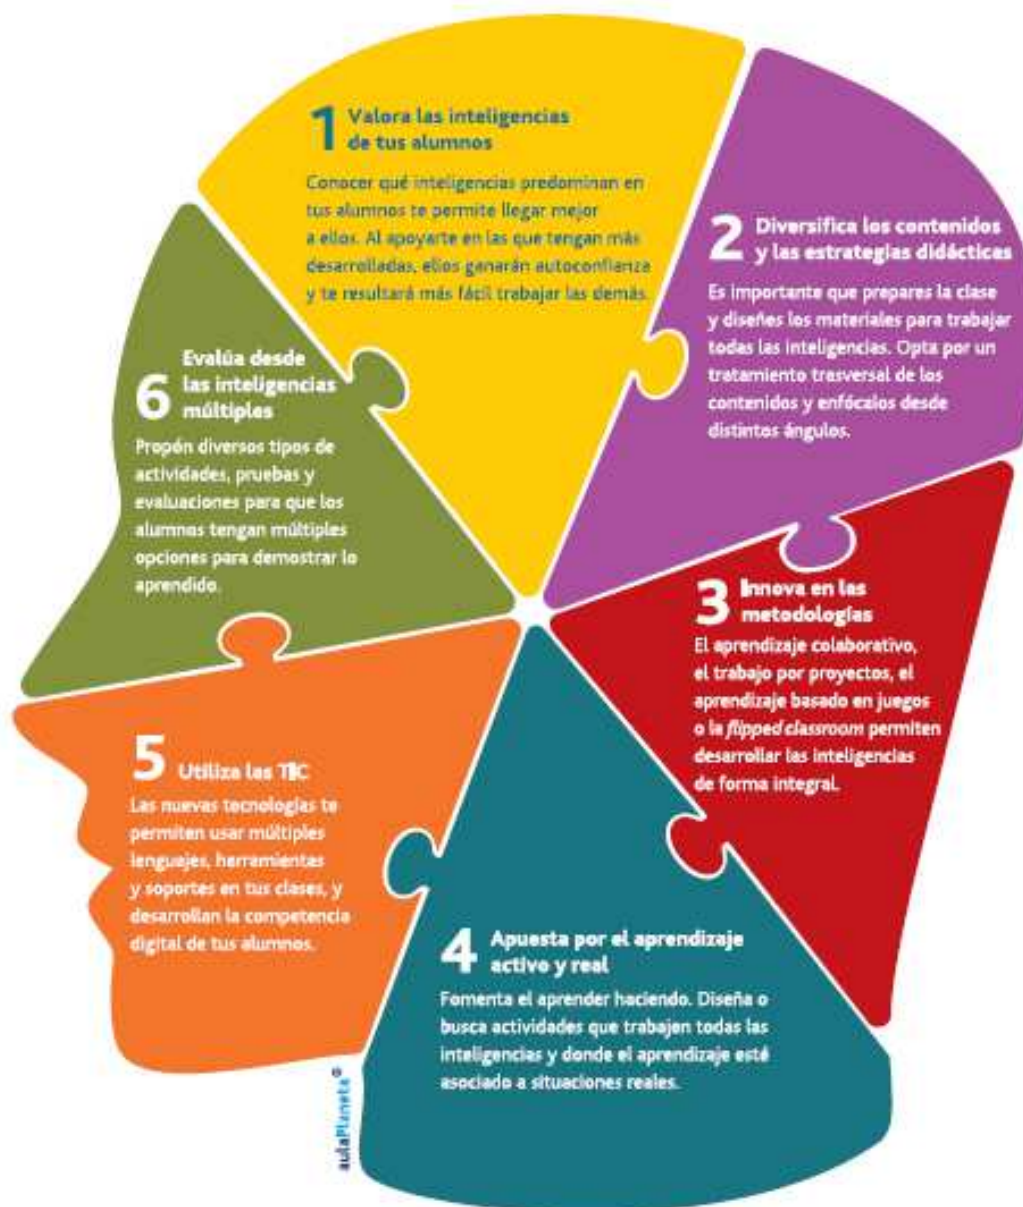 1 Valora las inteligencias
de tus alumnos
Conocer qué inteligencias predominan en
tus alumnos te permite llegar mejor
a ellos. Al apoyarte en las que tengan más
desarrolladas, ellos ganarán autoconfianza
y te resultará más fácil trabajar las demás.
2 Diversifica los contenidos
y las estrategias didácticas
Es importante que prepares la clase
y diseñes los materiales para trabajar
todas las inteligencias. Opta por un
tratamiento trasversal de los
contenidos y enfócalos desde
distintos ángulos.
3 Innova en las
metodologías
El aprendizaje colaborativo,
el trabajo por proyectos, el
aprendizaje basado en juegos
o la flipped classroom permiten
desarrollar las inteligencias
de forma integral.
4 Apuesta por el aprendizaje
activo y real
Fomenta el aprender haciendo. Diseña o
busca actividades que trabajen todas las
inteligencias y donde el aprendizaje esté
asociado a situaciones reales.
5 Utiliza las TIC
Las nuevas tecnologías te
permiten usar múltiples
lenguajes, herramientas
y soportes en tus clases, y
desarrollan la competencia
digital de tus alumnos.
6 Evalúa desde
las inteligencias
múltiples
Propón diversos tipos de
actividades, pruebas y
evaluaciones para que los
alumnos tengan múltiples
opciones para demostrar lo
aprendido.
aulaPlaneta®